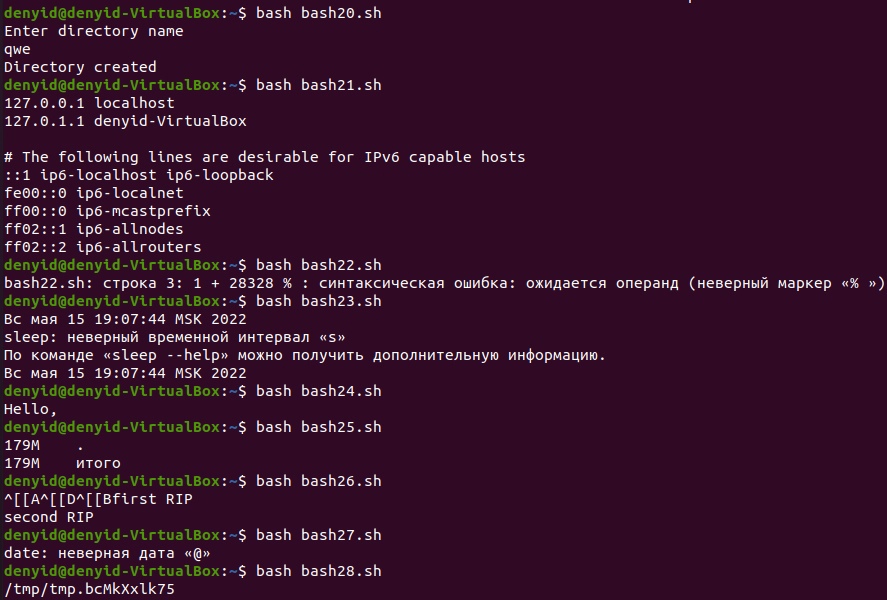 denyid@denyid-VirtualBox:~$ bash bash20.sh
Enter directory name
qwe
Directory created
denyid@denyid-VirtualBox:~$ bash bash21.sh
127.0.0.1 localhost
127.0.1.1 denyid-VirtualBox
# The following lines are desirable for IPv6 capable hosts
::1 ip6-localhost ip6-loopback
fe00::0 ip6-localnet
ff00::0 ip6-mcastprefix
ff02::1 ip6-allnodes
ff02::2 ip6-allrouters
denyid@denyid-VirtualBox:~$ bash bash22.sh
bash22.sh: строка 3: 1 + 28328 % : синтаксическая ошибка: ожидается операнд (неверный маркер «% »)
denyid@denyid-VirtualBox:~$ bash bash23.sh
Вс мая 15 19:07:44 MSK 2022
sleep: неверный временной интервал «s»
По команде «sleep --help» можно получить дополнительную информацию.
Вс мая 15 19:07:44 MSK 2022
denyid@denyid-VirtualBox:~$ bash bash24.sh
Hello,
denyid@denyid-VirtualBox:~$ bash bash25.sh
179M    .
179M    итого
denyid@denyid-VirtualBox:~$ bash bash26.sh
^[[A^[[D^[[Bfirst RIP
second RIP
denyid@denyid-VirtualBox:~$ bash bash27.sh
date: неверная дата «@»
denyid@denyid-VirtualBox:~$ bash bash28.sh
/tmp/tmp.bcMkXxlk75